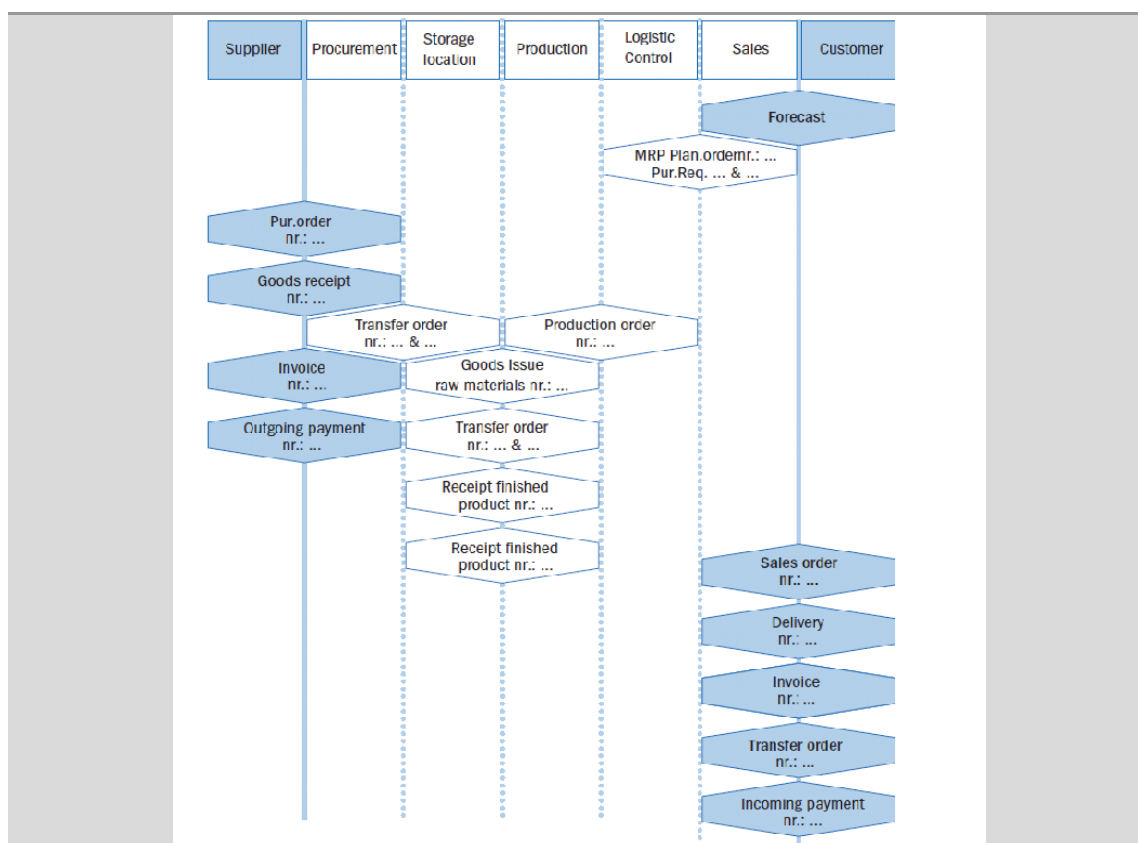 Supplier
Procurement
Storage
location
Production
Logistic
Control
Sales
Customer
Forecast
MRP Plan.ordernr.: ...
Pur.Req. ... & ...
Pur.order
nr.: ...
Goods receipt
nr.: ...
Transfer order
nr.: ... & ...
Production order
nr.: ...
Invoice
nr.: ...
Goods Issue
raw materials nr.: ...
Outgoing payment
nr.: ...
Transfer order
nr.: ... & ...
Receipt finished
product nr.: ...
Receipt finished
product nr.: ...
Sales order
nr.: ...
Delivery
nr.: ...
Invoice
nr.: ...
Transfer order
nr.: ...
Incoming payment
nr.: ...